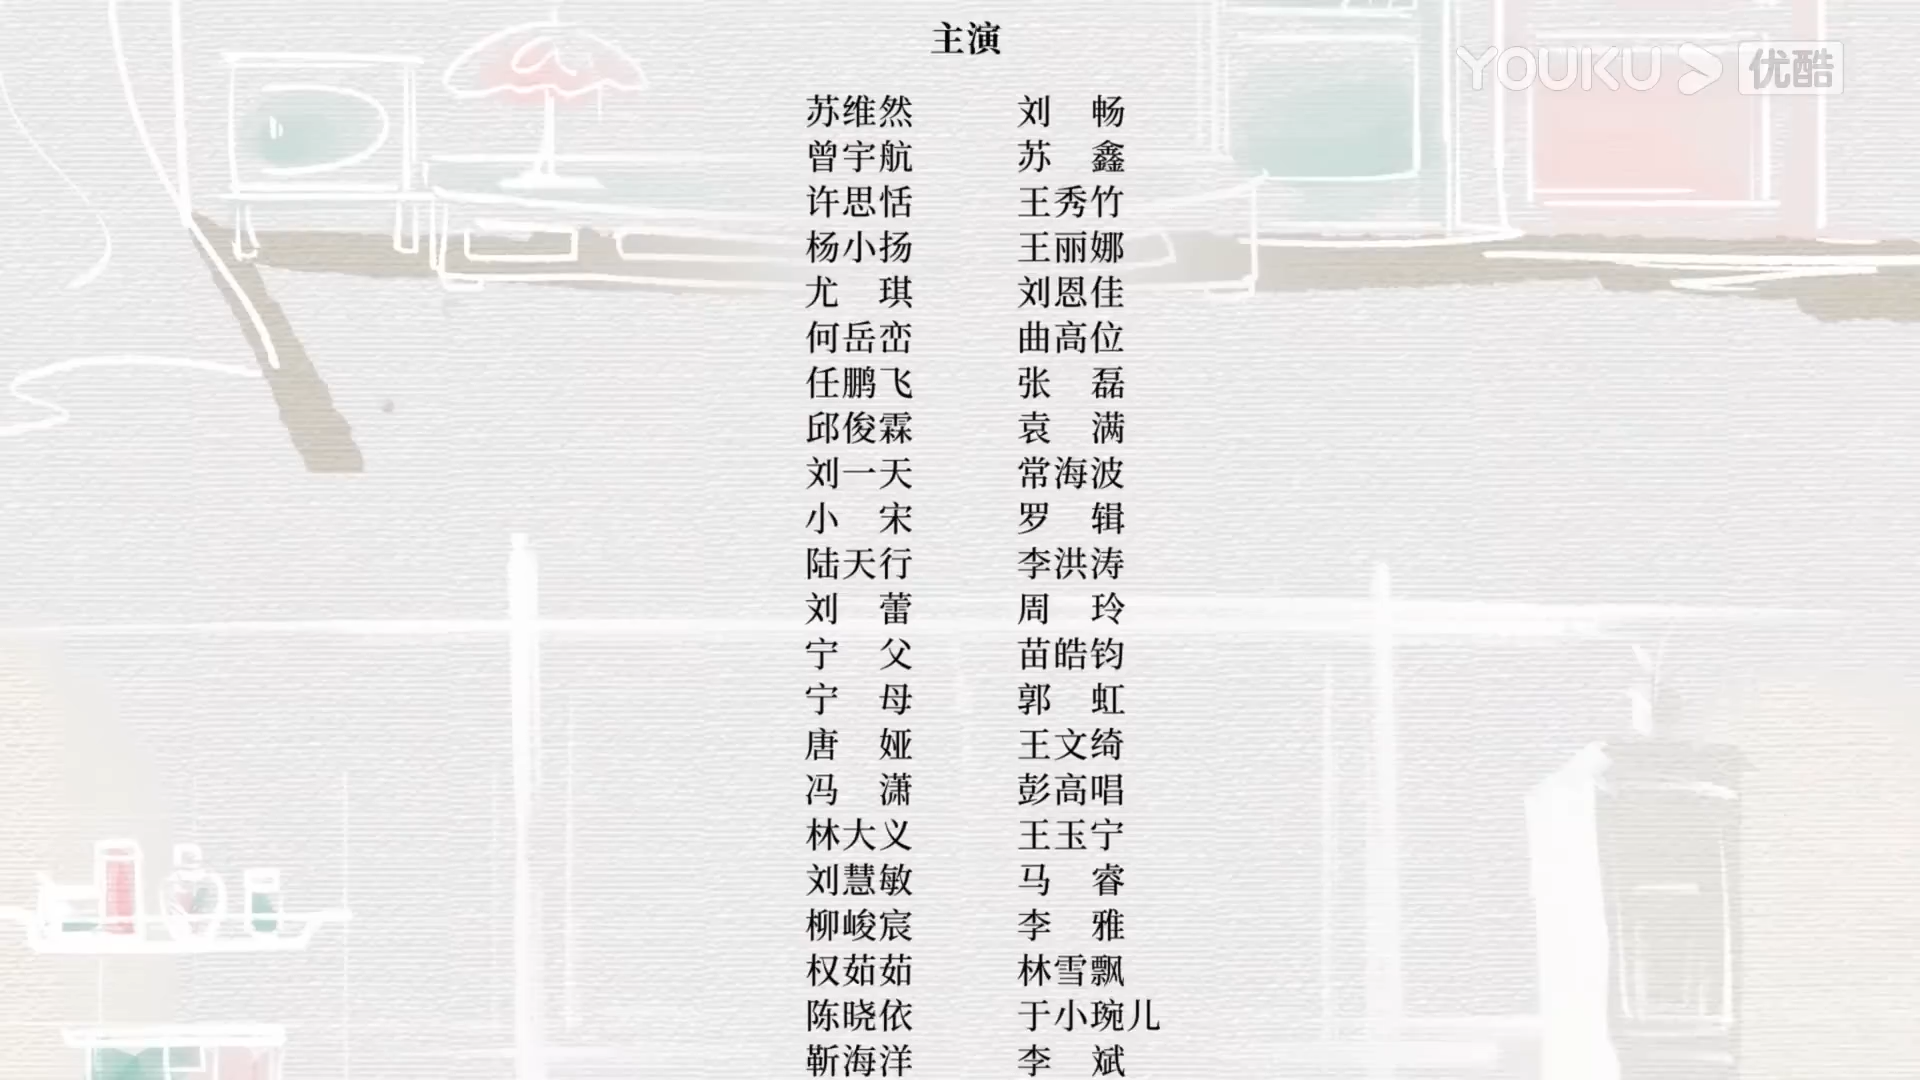 主演
YOUKU 优酷
苏维然 刘 畅
曾宇航 苏 鑫
许思恬 王秀竹
杨小扬 王丽娜
尤 琪 刘恩佳
何岳峦 曲高位
任鹏飞 张 磊
邱俊霖 袁 满
刘一天 常海波
小 宋 罗 辑
陆天行 李洪涛
刘 蕾 周 玲
宁 父 苗皓钧
宁 母 郭 虹
唐 娅 王文绮
冯 潇 彭高唱
林大义 王玉宁
刘慧敏 马 睿
柳峻宸 李 雅
权茹茹 林雪飘
陈晓依 于小琬儿
靳海洋 李 斌